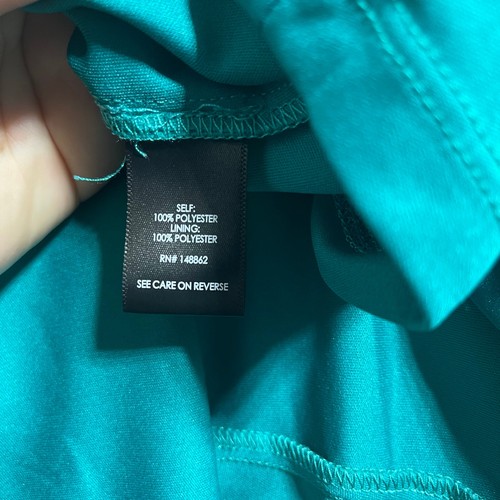 SELF:
100% POLYESTER
LINING:
100% POLYESTER
RN# 148862
SEE CARE ON REVERSE